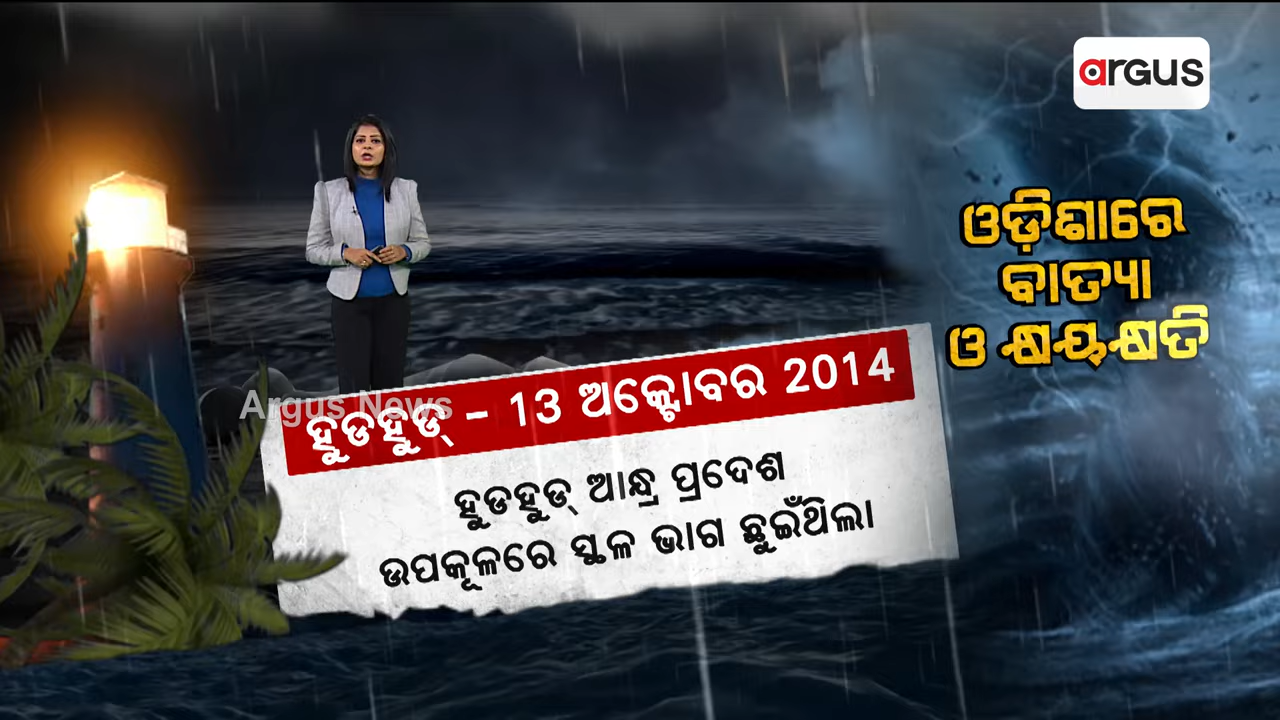 argus
ଓଡ଼ିଶାରେ
ବାତ୍ୟା
ଓ କ୍ଷୟକ୍ଷତି
ହୁଡହୁଡ୍ - 13 ଅକ୍ଟୋବର 2014
Argus News
ହୁଡହୁଡ୍ ଆନ୍ଧ୍ର ପ୍ରଦେଶ
ଉପକୂଳରେ ସ୍ଥଳ ଭାଗ ଛୁଇଁଥିଲା